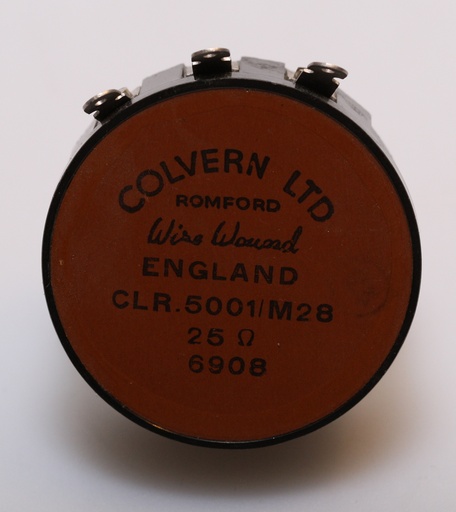 COLVERN LTD
ROMFORD
Wire Wound
ENGLAND
CLR.5001/M28
25 Ω
6908